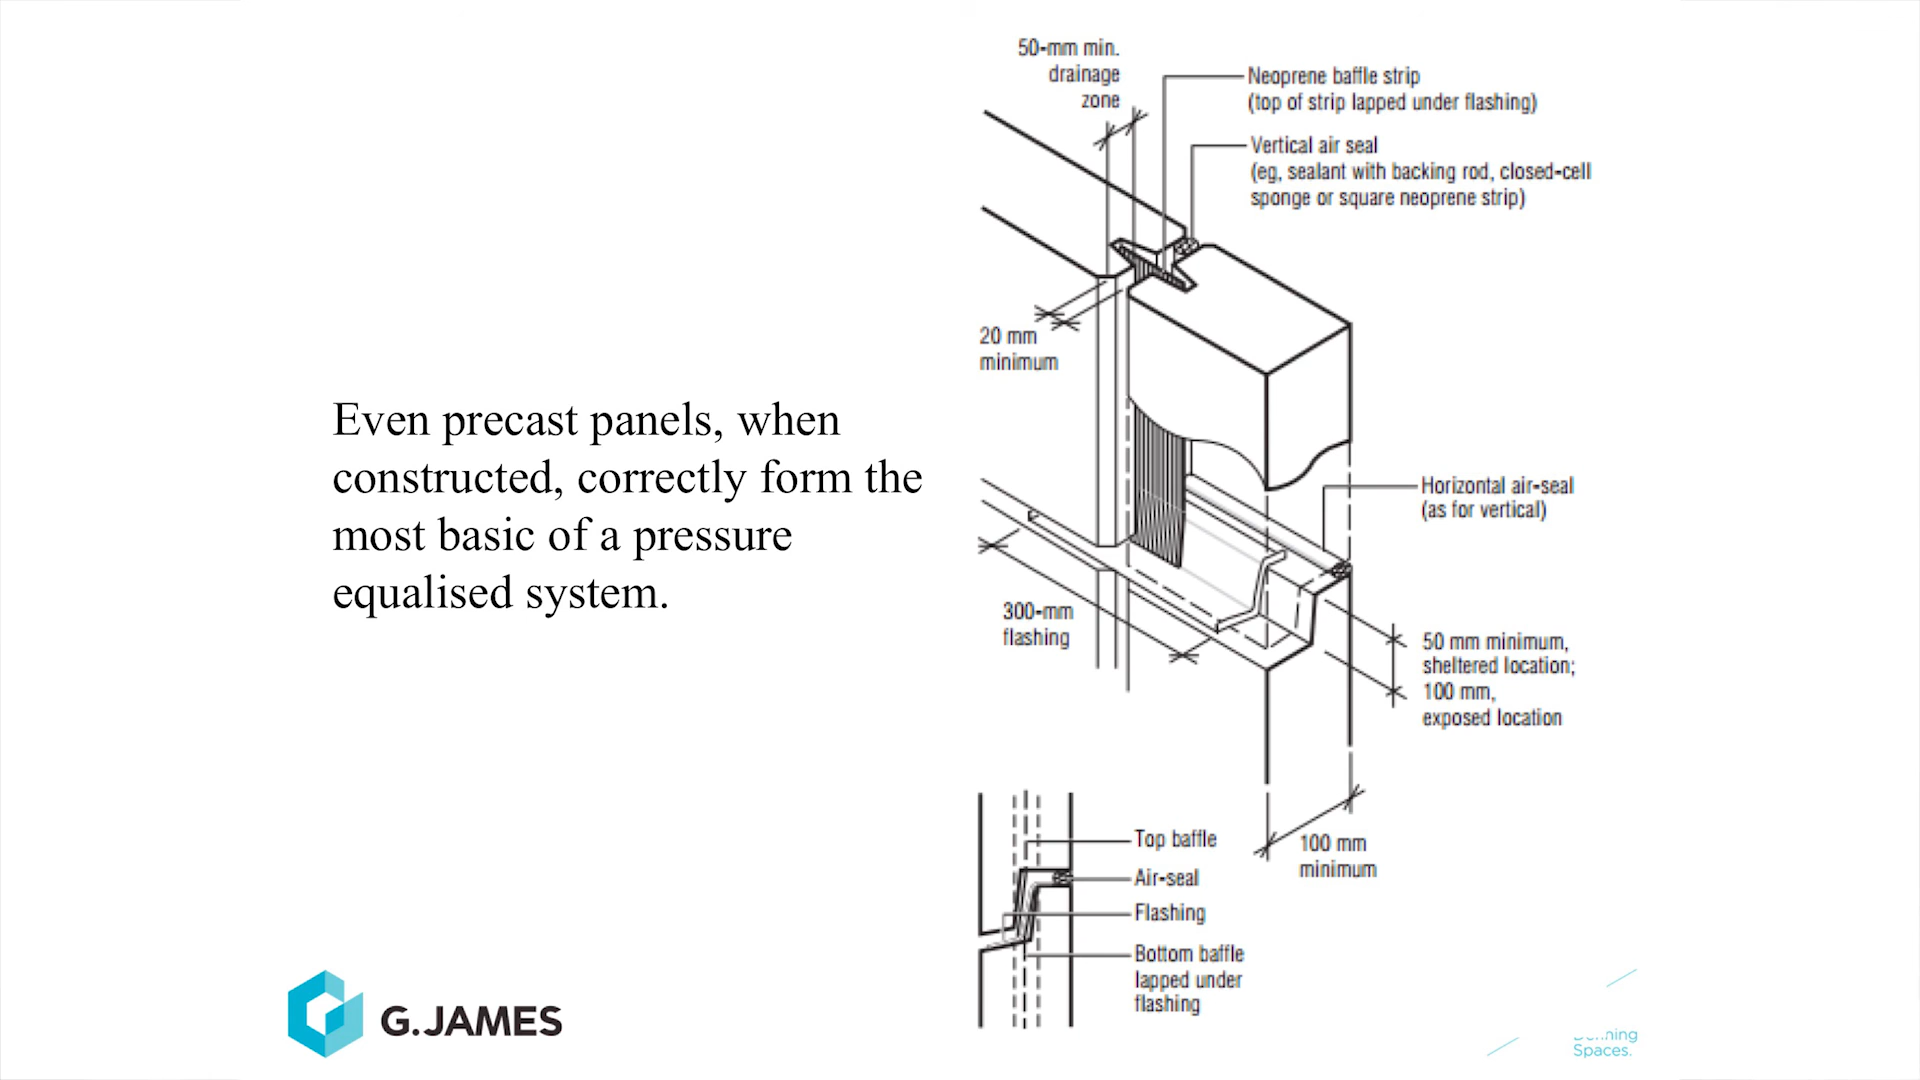 50-mm min.
drainage
zone
Neoprene baffle strip
(top of strip lapped under flashing)
Vertical air seal
(eg, sealant with backing rod, closed-cell
sponge or square neoprene strip)
20 mm
minimum
Even precast panels, when
constructed, correctly form the
most basic of a pressure
equalised system.
Horizontal air-seal
(as for vertical)
300-mm
flashing
50 mm minimum,
sheltered location;
100 mm,
exposed location
100 mm
minimum
Top baffle
Air-seal
Flashing
Bottom baffle
lapped under
flashing
G.JAMES
Spaces.